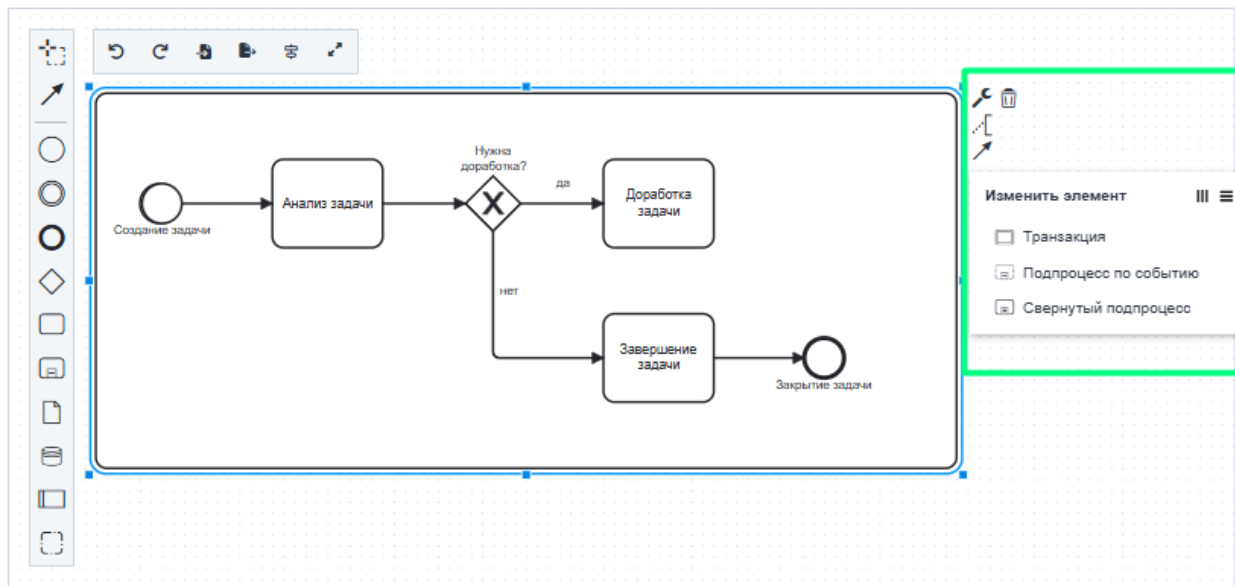 Нужна
доработка?
да
Анализ задачи
Доработка
задачи
Создание задачи
нет
Завершение
задачи
Закрытие задачи
Изменить элемент
Транзакция
Подпроцесс по событию
Свернутый подпроцесс